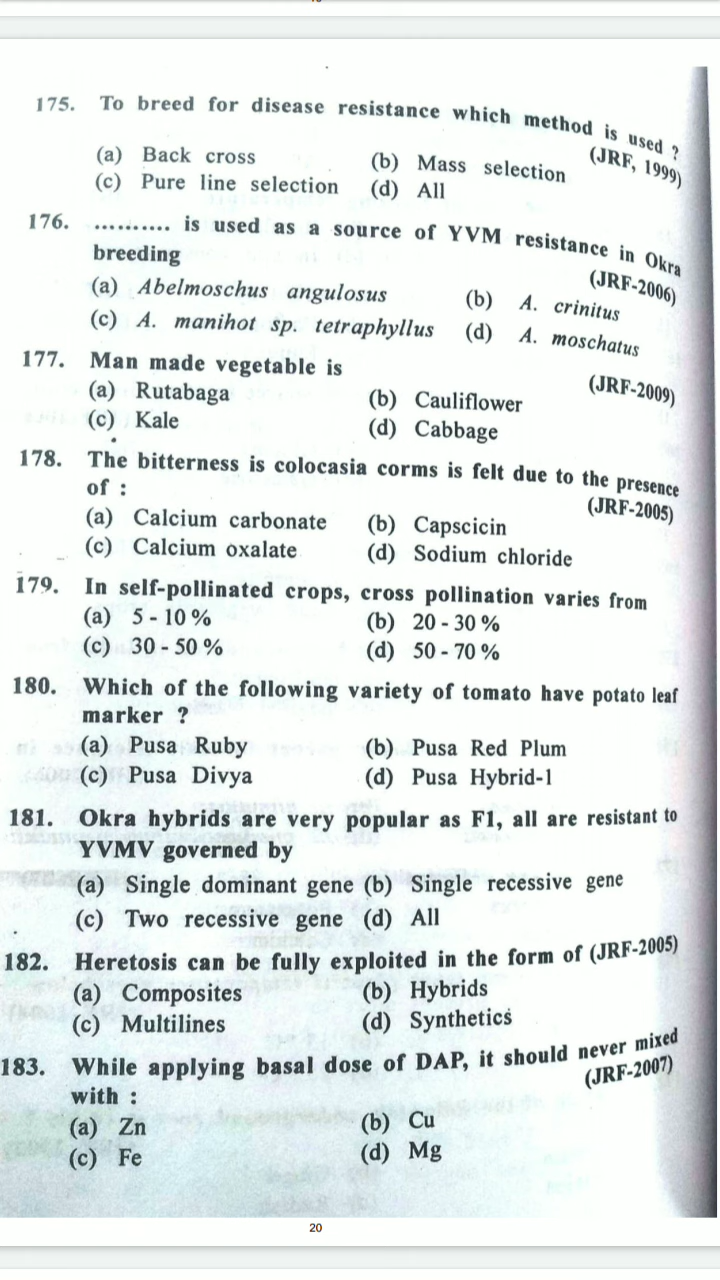 175. To breed for disease resistance which method is used ?
(JRF, 1999)
(a) Back cross (b) Mass selection
(c) Pure line selection (d) All
176. .......... is used as a source of YVM resistance in Okra
breeding (JRF-2006)
(a) Abelmoschus angulosus (b) A. crinitus
(c) A. manihot sp. tetraphyllus (d) A. moschatus
177. Man made vegetable is (JRF-2009)
(a) Rutabaga (b) Cauliflower
(c) Kale (d) Cabbage
178. The bitterness is colocasia corms is felt due to the presence
of : (JRF-2005)
(a) Calcium carbonate (b) Capscicin
(c) Calcium oxalate (d) Sodium chloride
179. In self-pollinated crops, cross pollination varies from
(a) 5 - 10 % (b) 20 - 30 %
(c) 30 - 50 % (d) 50 - 70 %
180. Which of the following variety of tomato have potato leaf
marker ?
(a) Pusa Ruby (b) Pusa Red Plum
(c) Pusa Divya (d) Pusa Hybrid-1
181. Okra hybrids are very popular as F1, all are resistant to
YVMV governed by
(a) Single dominant gene (b) Single recessive gene
(c) Two recessive gene (d) All
182. Heretosis can be fully exploited in the form of (JRF-2005)
(a) Composites (b) Hybrids
(c) Multilines (d) Synthetics
183. While applying basal dose of DAP, it should never mixed
with : (JRF-2007)
(a) Zn (b) Cu
(c) Fe (d) Mg
20